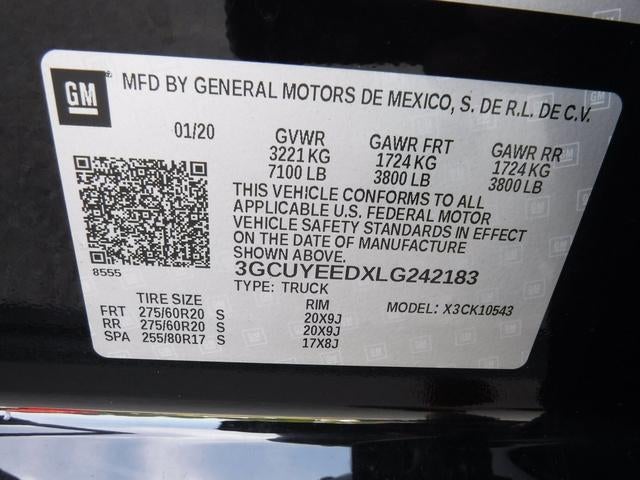 GM
MFD BY GENERAL MOTORS DE MEXICO, S. DE R.L. DE C.V.
01/20 GVWR GAWR FRT GAWR RR
3221 KG 1724 KG 1724 KG
7100 LB 3800 LB 3800 LB
THIS VEHICLE CONFORMS TO ALL
APPLICABLE U.S. FEDERAL MOTOR
VEHICLE SAFETY STANDARDS IN EFFECT
ON THE DATE OF MANUFACTURE
SHOWN ABOVE.
8555
3GCUYEEDXLG242183
TYPE: TRUCK
TIRE SIZE RIM MODEL: X3CK10543
FRT 275/60R20 S 20X9J
RR 275/60R20 S 20X9J
SPA 255/80R17 S 17X8J